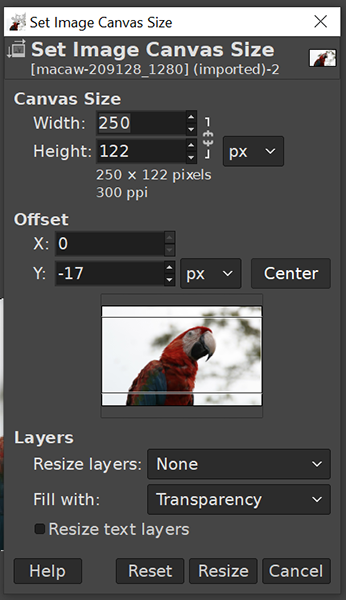 Set Image Canvas Size
Set Image Canvas Size
[macaw-209128_1280] (imported)-2
Canvas Size
Width: 250
Height: 122 px
250 × 122 pixels
300 ppi
Offset
X: 0
Y: -17 px Center
Layers
Resize layers: None
Fill with: Transparency
Resize text layers
Help Reset Resize Cancel